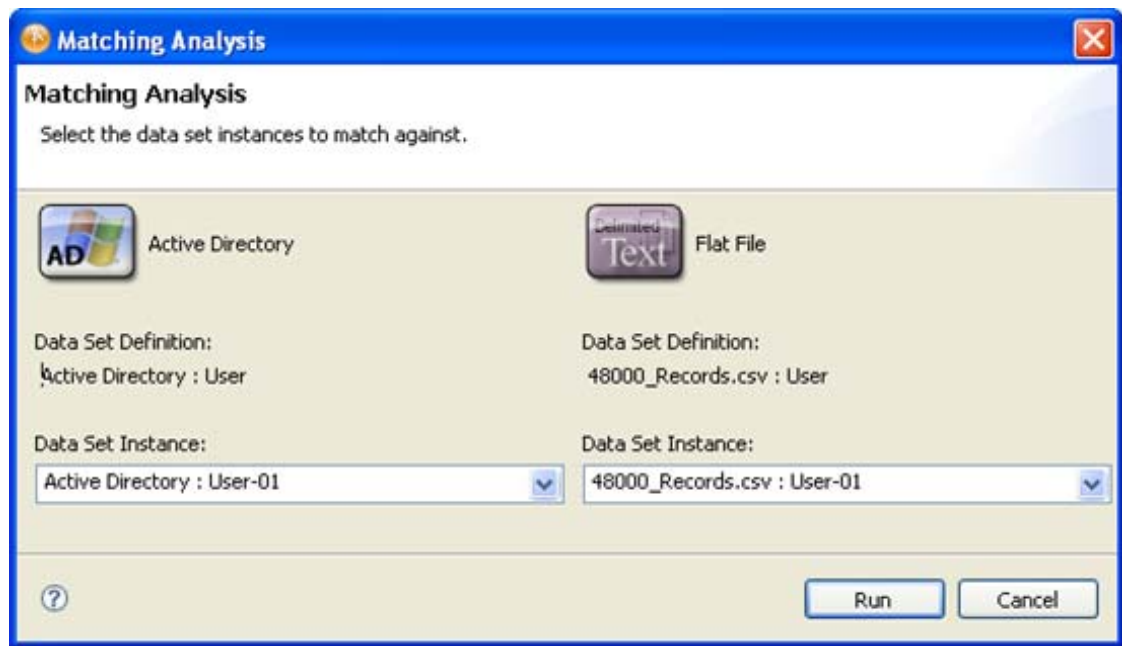 Matching Analysis
Matching Analysis
Select the data set instances to match against.
AD Active Directory
Delimited
Text Flat File
Data Set Definition:
Active Directory : User
Data Set Instance:
Active Directory : User-01
Data Set Definition:
48000_Records.csv : User
Data Set Instance:
48000_Records.csv : User-01
?
Run
Cancel